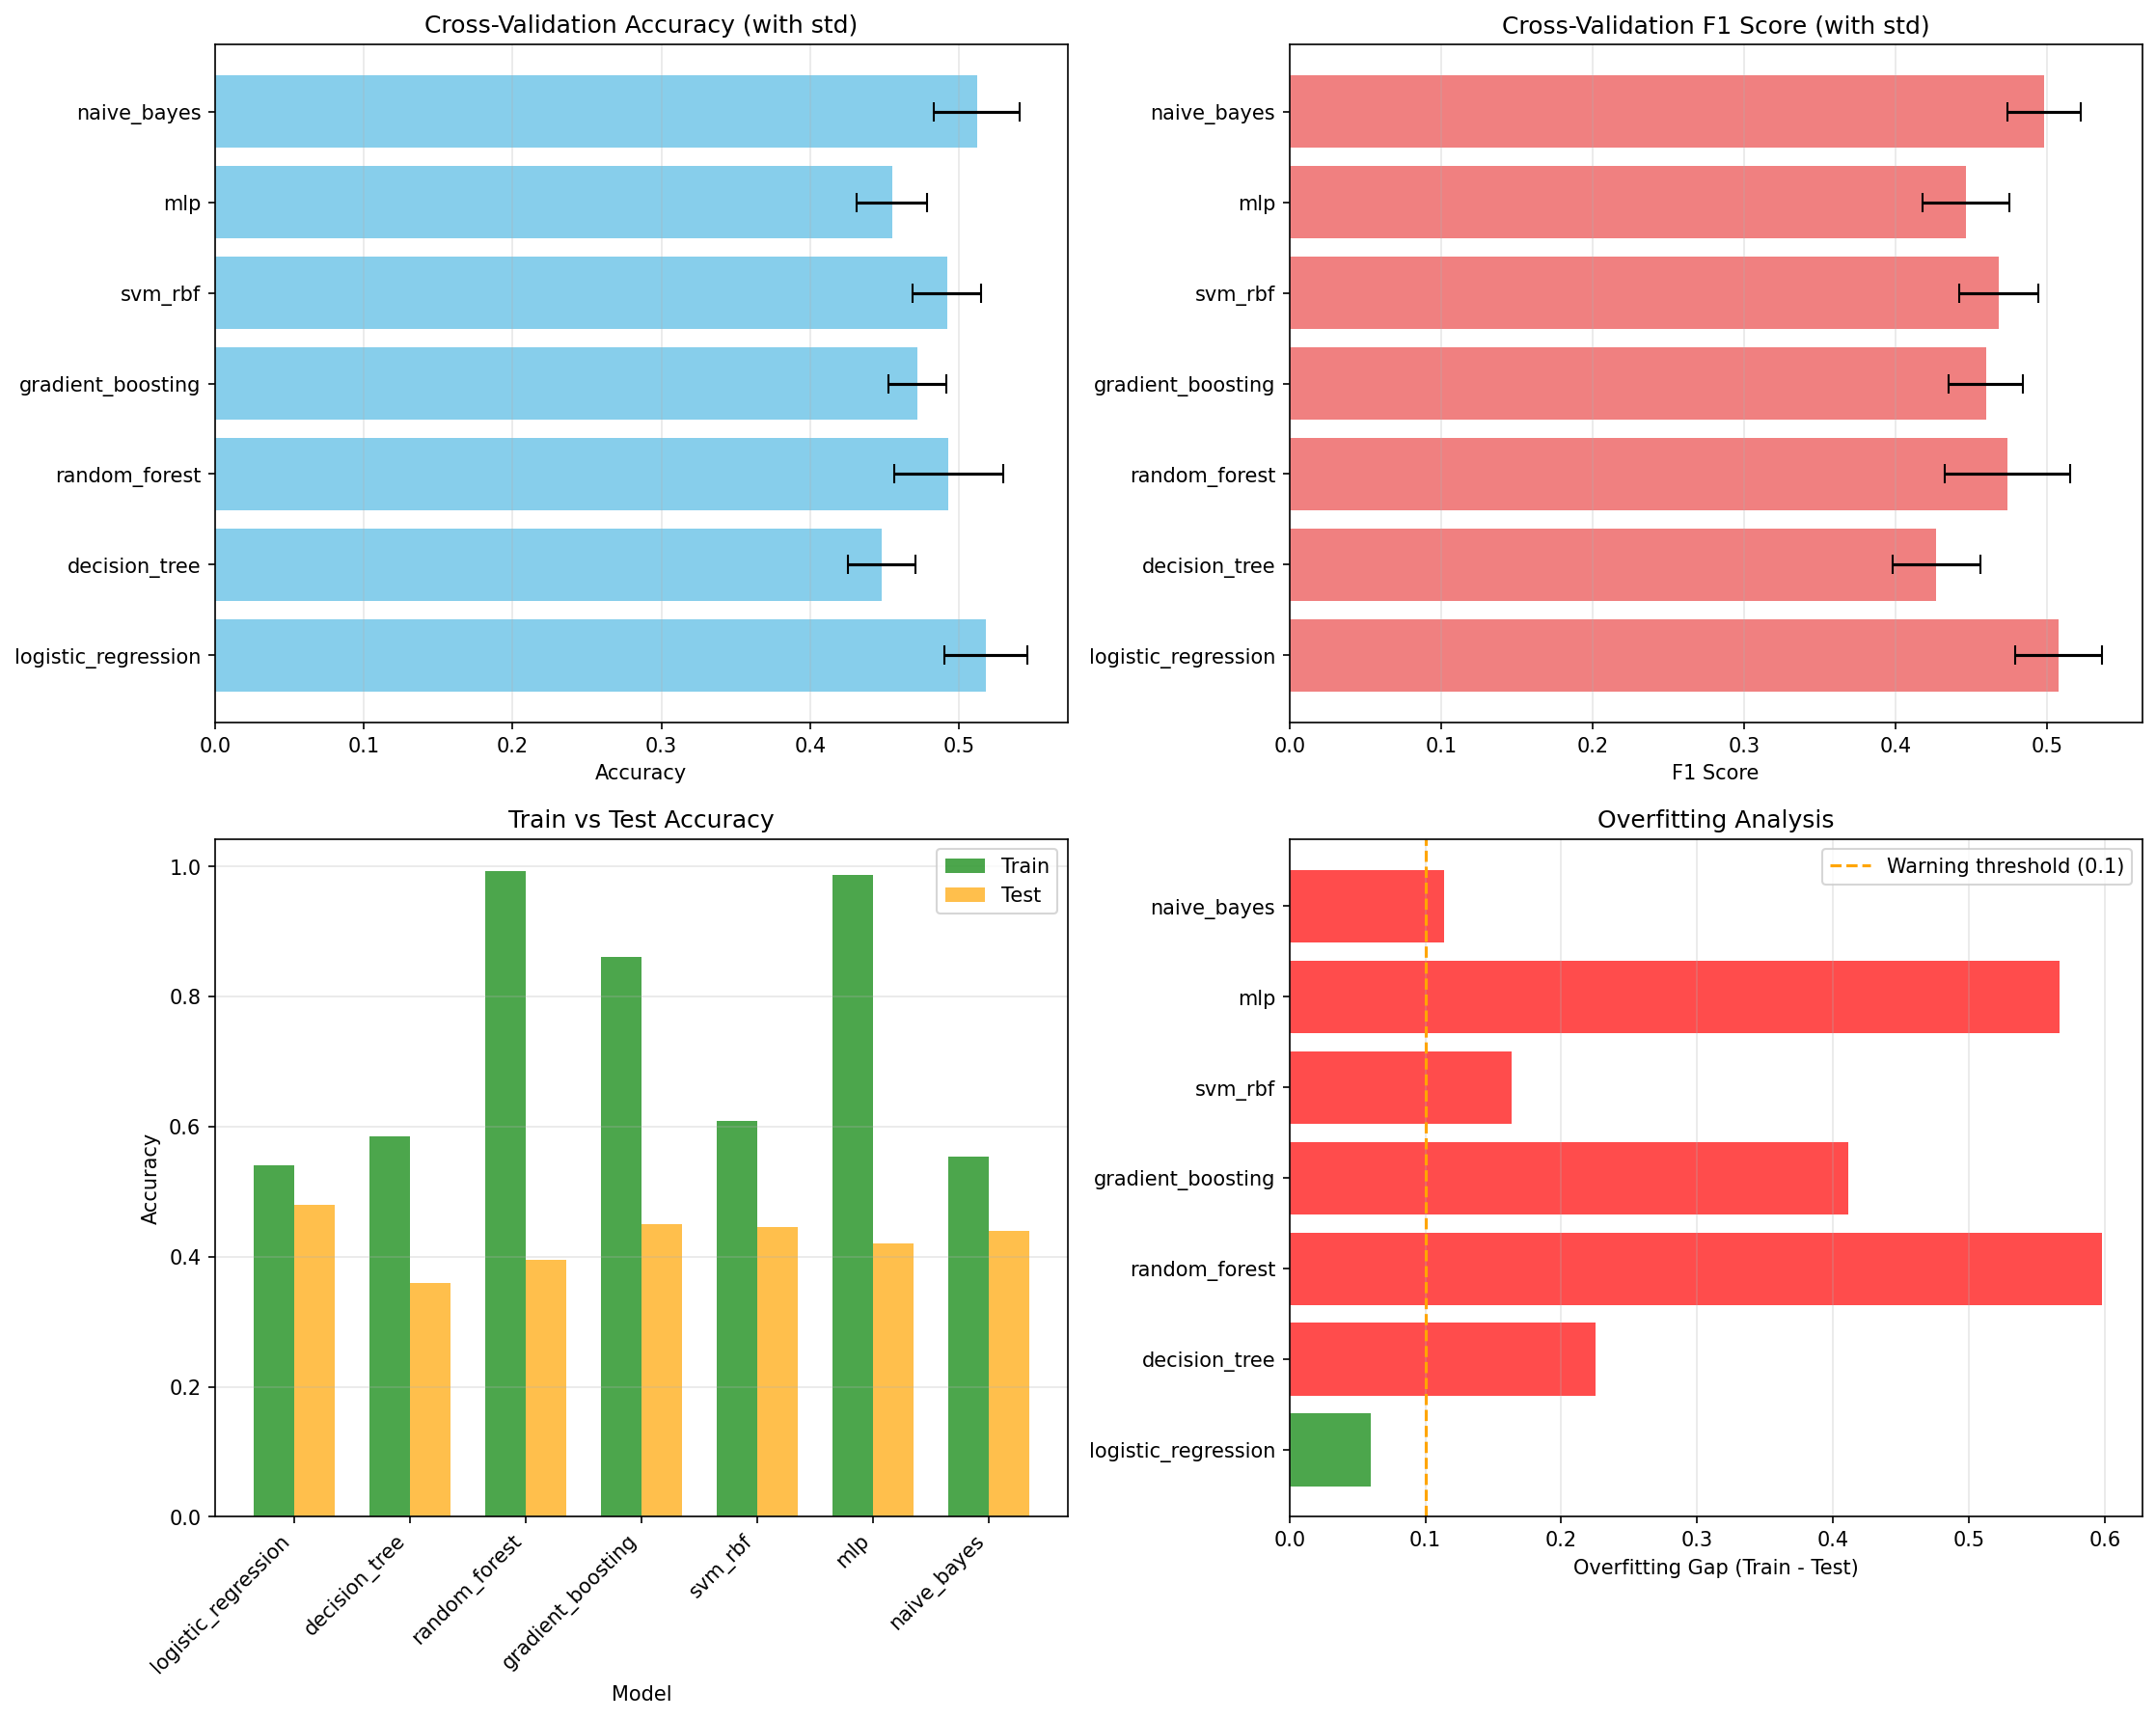 Cross-Validation Accuracy (with std)
naive_bayes
mlp
svm_rbf
gradient_boosting
random_forest
decision_tree
logistic_regression
0.0 0.1 0.2 0.3 0.4 0.5
Accuracy
Cross-Validation F1 Score (with std)
naive_bayes
mlp
svm_rbf
gradient_boosting
random_forest
decision_tree
logistic_regression
0.0 0.1 0.2 0.3 0.4 0.5
F1 Score
Train vs Test Accuracy
Train
Test
1.0
0.8
0.6
0.4
0.2
0.0
Accuracy
logistic_regression
decision_tree
random_forest
gradient_boosting
svm_rbf
mlp
naive_bayes
Model
Overfitting Analysis
Warning threshold (0.1)
naive_bayes
mlp
svm_rbf
gradient_boosting
random_forest
decision_tree
logistic_regression
0.0 0.1 0.2 0.3 0.4 0.5 0.6
Overfitting Gap (Train - Test)